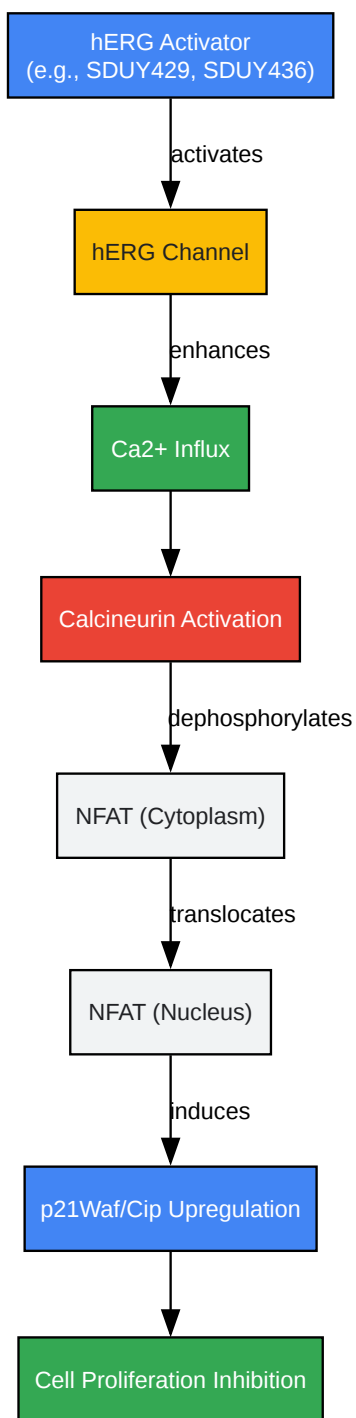 hERG Activator
(e.g., SDUY429, SDUY436)
activates
hERG Channel
enhances
Ca2+ Influx
Calcineurin Activation
dephosphorylates
NFAT (Cytoplasm)
translocates
NFAT (Nucleus)
induces
p21Waf/Cip Upregulation
Cell Proliferation Inhibition